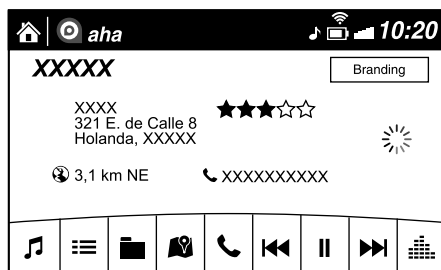 aha 10:20
XXXXX Branding
XXXX
321 E. de Calle 8
Holanda, XXXXX
3,1 km NE XXXXXXXXXX